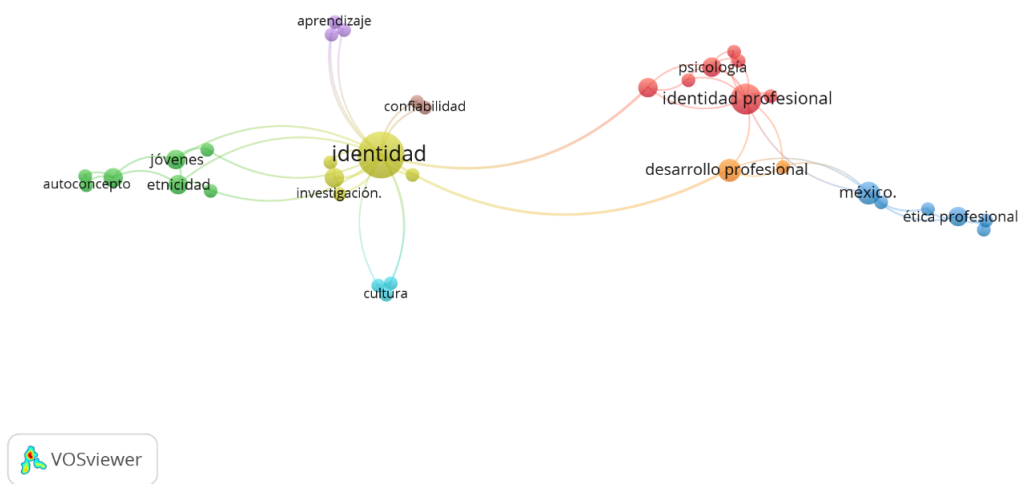 aprendizaje
psicología
identidad profesional
confiabilidad
identidad
jóvenes
desarrollo profesional
autoconcepto
etnicidad
investigación.
méxico.
ética profesional
cultura
VOSviewer